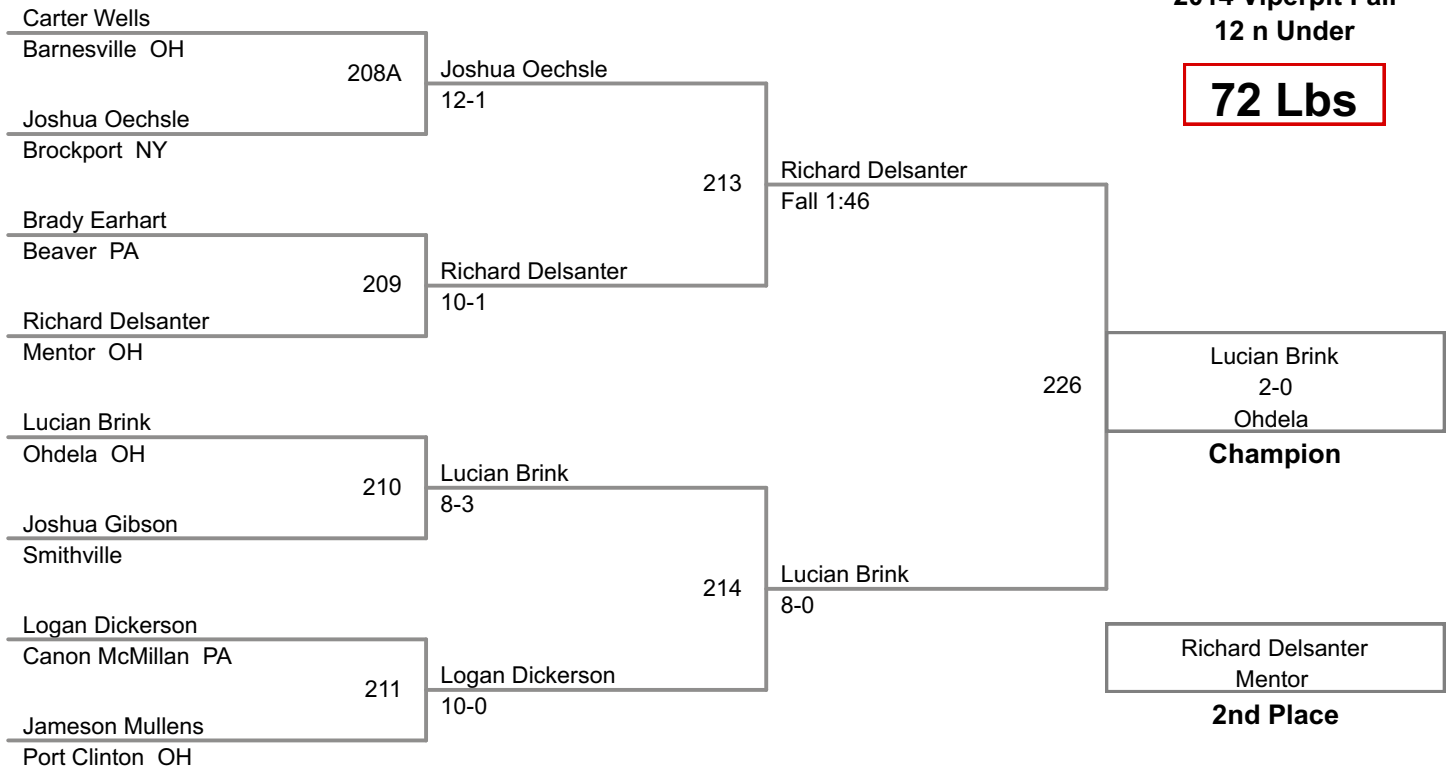 2014 Viperpit Fall
12 n Under
72 Lbs
Carter Wells
Barnesville OH
208A
Joshua Oechsle
12-1
Joshua Oechsle
Brockport NY
213
Richard Delsanter
Fall 1:46
Brady Earhart
Beaver PA
209
Richard Delsanter
10-1
Richard Delsanter
Mentor OH
226
Lucian Brink
2-0
Ohdela
Champion
Lucian Brink
Ohdela OH
210
Lucian Brink
8-3
Joshua Gibson
Smithville
214
Lucian Brink
8-0
Logan Dickerson
Canon McMillan PA
211
Logan Dickerson
10-0
Jameson Mullens
Port Clinton OH
Richard Delsanter
Mentor
2nd Place